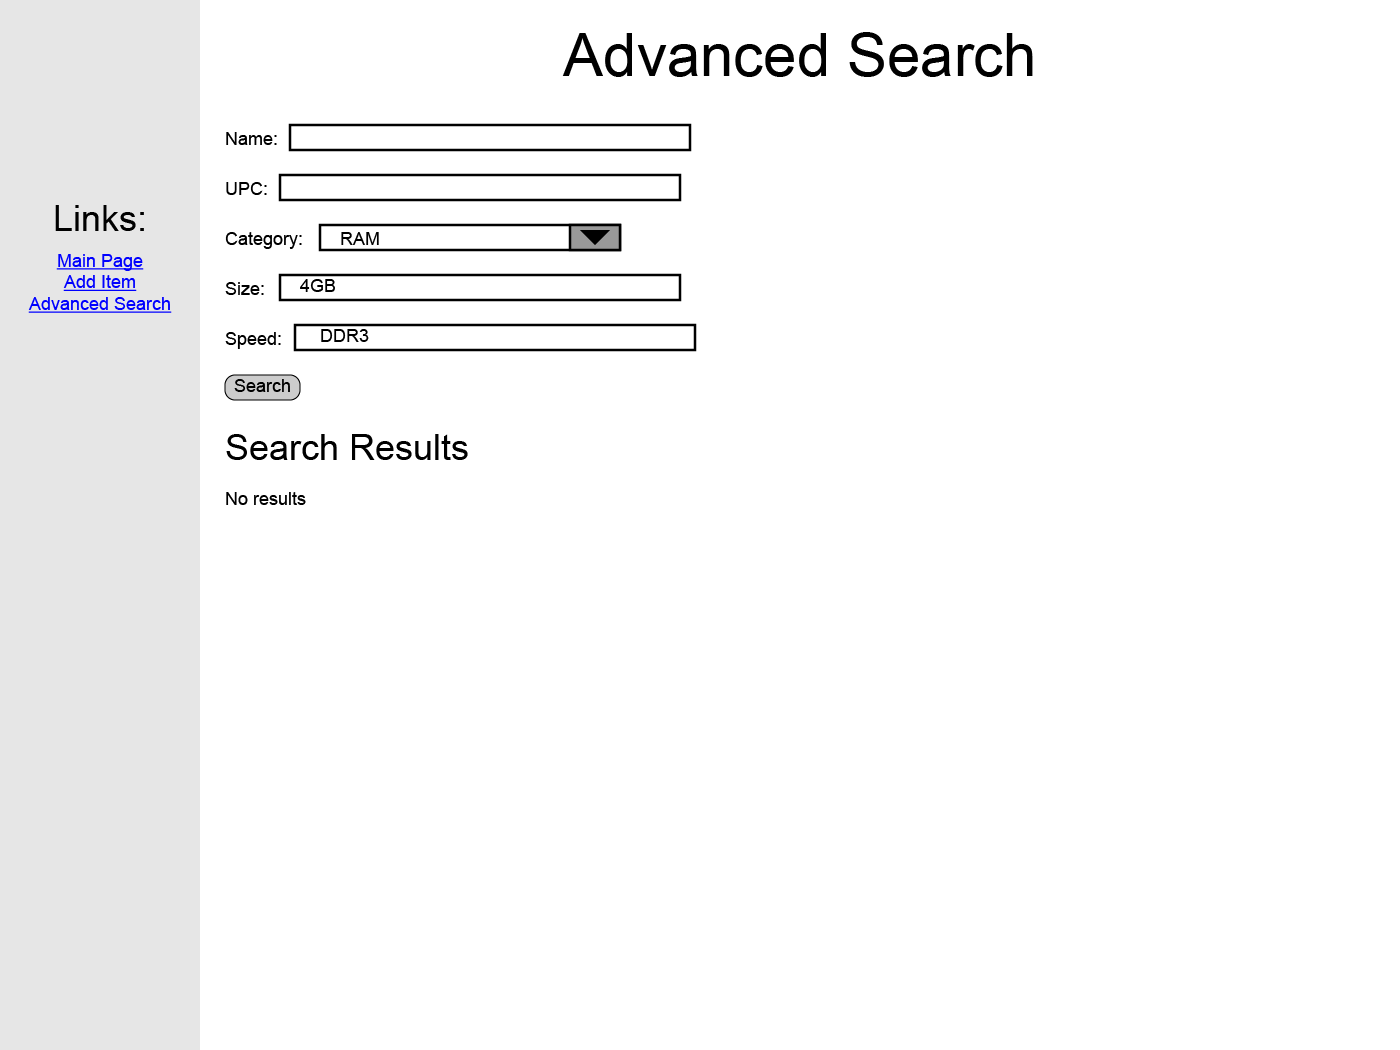 Advanced Search
Links:
Main Page
Add Item
Advanced Search
Name:
UPC:
Category: RAM
Size: 4GB
Speed: DDR3
Search
Search Results
No results